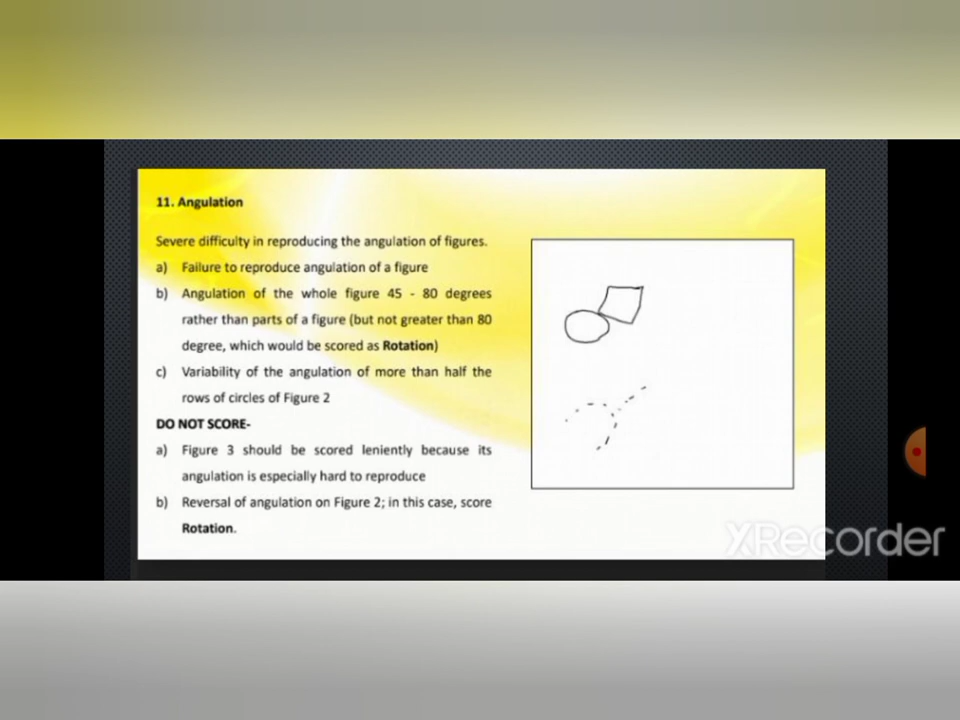 11. Angulation
Severe difficulty in reproducing the angulation of figures.
a) Failure to reproduce angulation of a figure
b) Angulation of the whole figure 45 - 80 degrees
rather than parts of a figure (but not greater than 80
degree, which would be scored as Rotation)
c) Variability of the angulation of more than half the
rows of circles of Figure 2
DO NOT SCORE-
a) Figure 3 should be scored leniently because its
angulation is especially hard to reproduce
b) Reversal of angulation on Figure 2; in this case, score
Rotation.
XRecorder